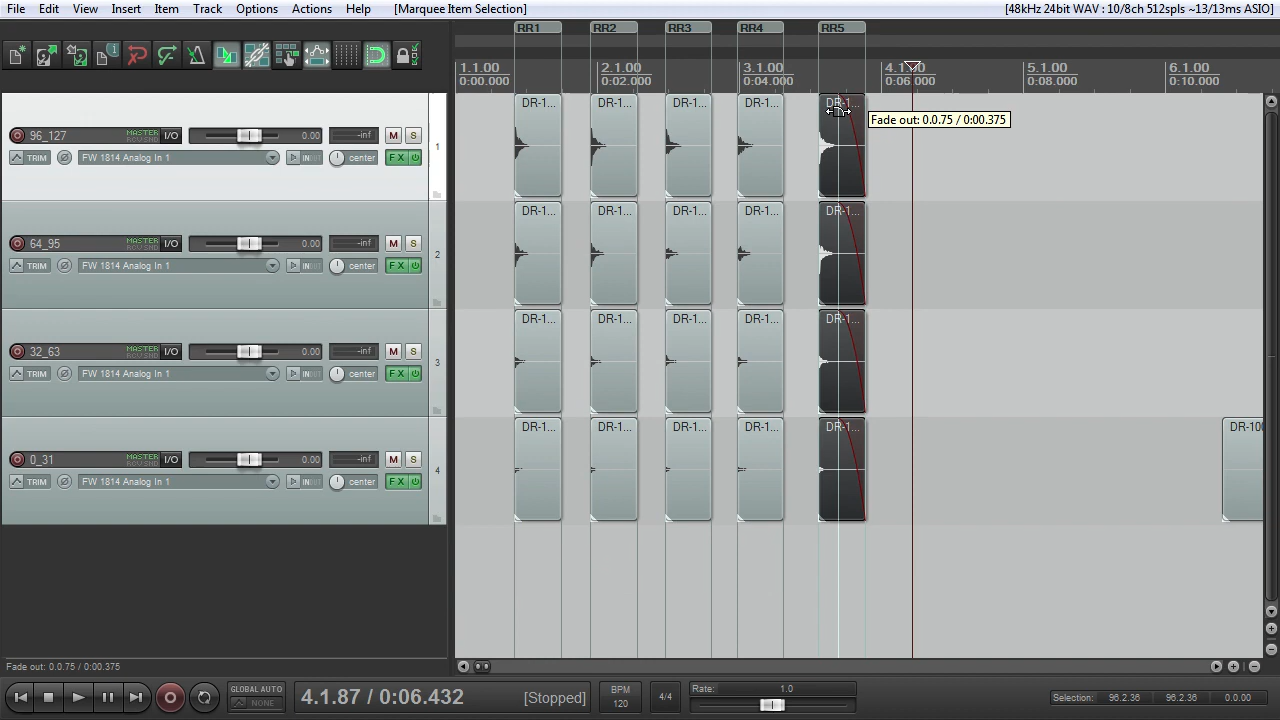 File Edit View Insert Item Track Options Actions Help [Marquee Item Selection] [48kHz 24bit WAV : 10/8ch 512spls ~13/13ms ASIO]
RR1 RR2 RR3 RR4 RR5
1.1.00 2.1.00 3.1.00 4.1.00 5.1.00 6.1.00
0:00.000 0:02.000 0:04.000 0:06.000 0:08.000 0:10.000
DR-1... DR-1... DR-1... DR-1... DR-1...
Fade out: 0.0.75 / 0:00.375
96_127 MASTER I/O 0.00 -inf M S
1
TRIM FW 1814 Analog In 1 center FX
DR-1... DR-1... DR-1... DR-1... DR-1...
64_95 MASTER I/O 0.00 -inf M S
2
TRIM FW 1814 Analog In 1 center FX
DR-1... DR-1... DR-1... DR-1... DR-1...
32_63 MASTER I/O 0.00 -inf M S
3
TRIM FW 1814 Analog In 1 center FX
DR-1... DR-1... DR-1... DR-1... DR-1... DR-100
0_31 MASTER I/O 0.00 -inf M S
4
TRIM FW 1814 Analog In 1 center FX
Fade out: 0.0.75 / 0:00.375
GLOBAL AUTO
NONE
4.1.87 / 0:06.432 [Stopped]
BPM
120
4/4
Rate: 1.0
Selection: 96.2.36 96.2.36 0.0.00